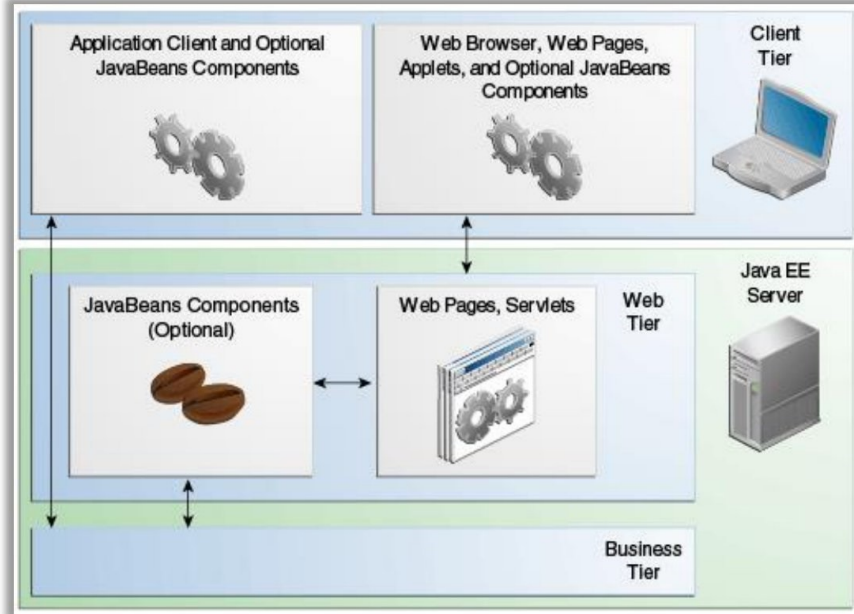 Application Client and Optional
JavaBeans Components
Web Browser, Web Pages,
Applets, and Optional JavaBeans
Components
Client
Tier
JavaBeans Components
(Optional)
Web Pages, Servlets
Web
Tier
Java EE
Server
Business
Tier